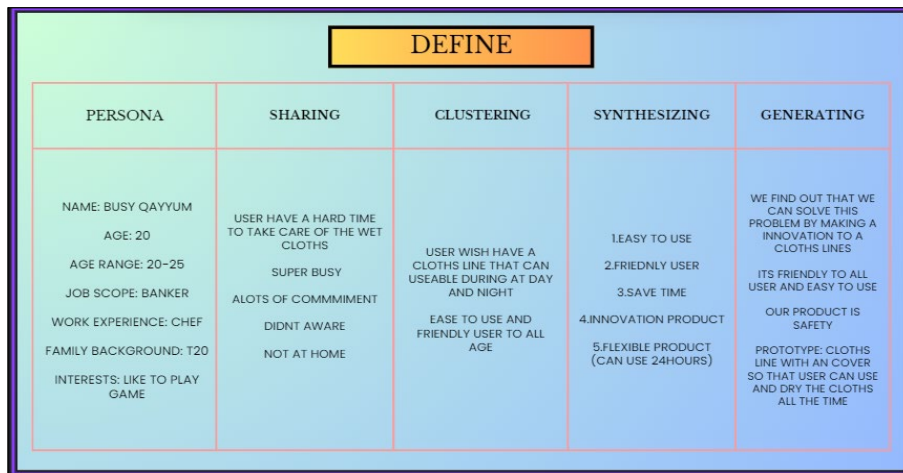 DEFINE
PERSONA
SHARING
CLUSTERING
SYNTHESIZING
GENERATING
NAME: BUSY QAYYUM
AGE: 20
AGE RANGE: 20-25
JOB SCOPE: BANKER
WORK EXPERIENCE: CHEF
FAMILY BACKGROUND: T20
INTERESTS: LIKE TO PLAY
GAME
USER HAVE A HARD TIME
TO TAKE CARE OF THE WET
CLOTHS
SUPER BUSY
ALOTS OF COMMMIMENT
DIDNT AWARE
NOT AT HOME
USER WISH HAVE A
CLOTHS LINE THAT CAN
USEABLE DURING AT DAY
AND NIGHT
EASE TO USE AND
FRIENDLY USER TO ALL
AGE
1.EASY TO USE
2.FRIEDNLY USER
3.SAVE TIME
4.INNOVATION PRODUCT
5.FLEXIBLE PRODUCT
(CAN USE 24HOURS)
WE FIND OUT THAT WE
CAN SOLVE THIS
PROBLEM BY MAKING A
INNOVATION TO A
CLOTHS LINES
ITS FRIENDLY TO ALL
USER AND EASY TO USE
OUR PRODUCT IS
SAFETY
PROTOTYPE: CLOTHS
LINE WITH AN COVER
SO THAT USER CAN USE
AND DRY THE CLOTHS
ALL THE TIME